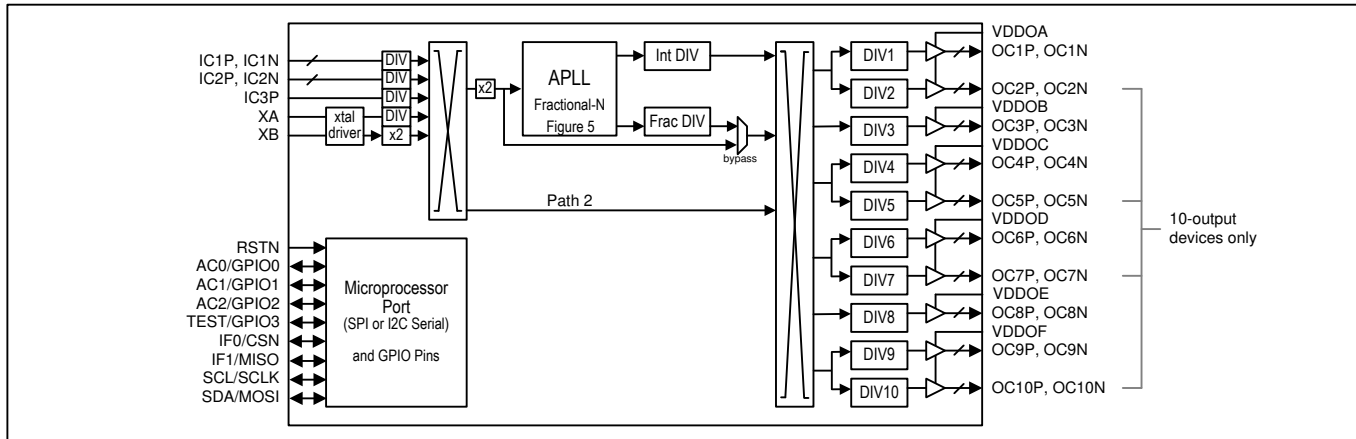 IC1P, IC1N
IC2P, IC2N
IC3P
XA
XB
xtal
driver
DIV
DIV
DIV
DIV
x2
x2
APLL
Fractional-N
Figure 5
Int DIV
Frac DIV
bypass
Path 2
RSTN
AC0/GPIO0
AC1/GPIO1
AC2/GPIO2
TEST/GPIO3
IF0/CSN
IF1/MISO
SCL/SCLK
SDA/MOSI
Microprocessor
Port
(SPI or I2C Serial)
and GPIO Pins
DIV1
DIV2
DIV3
DIV4
DIV5
DIV6
DIV7
DIV8
DIV9
DIV10
VDDOA
OC1P, OC1N
OC2P, OC2N
VDDOB
OC3P, OC3N
VDDOC
OC4P, OC4N
OC5P, OC5N
VDDOD
OC6P, OC6N
OC7P, OC7N
VDDOE
OC8P, OC8N
VDDOF
OC9P, OC9N
OC10P, OC10N
10-output
devices only